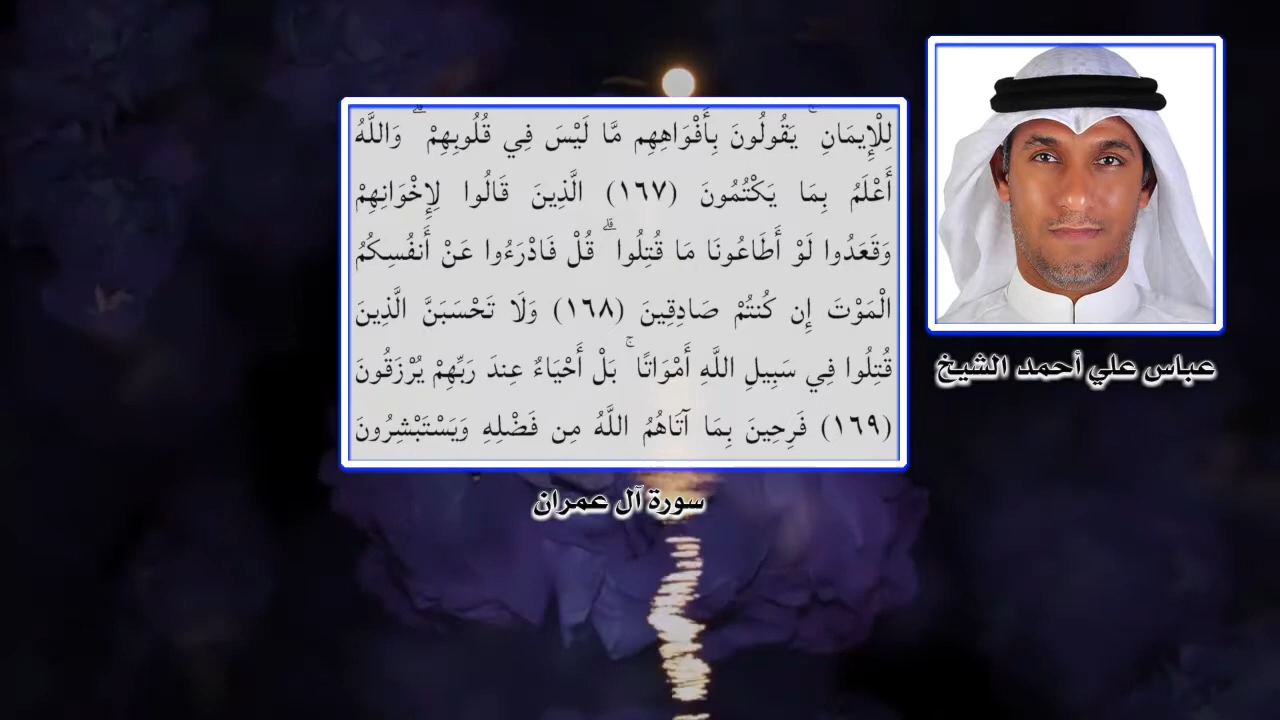 لِلْإِيمَانِ ۚ يَقُولُونَ بِأَفْوَاهِهِم مَّا لَيْسَ فِي قُلُوبِهِمْ ۗ وَاللَّهُ
أَعْلَمُ بِمَا يَكْتُمُونَ (١٦٧) الَّذِينَ قَالُوا لِإِخْوَانِهِمْ
وَقَعَدُوا لَوْ أَطَاعُونَا مَا قُتِلُوا ۗ قُلْ فَادْرَءُوا عَنْ أَنفُسِكُمُ
الْمَوْتَ إِن كُنتُمْ صَادِقِينَ (١٦٨) وَلَا تَحْسَبَنَّ الَّذِينَ
قُتِلُوا فِي سَبِيلِ اللَّهِ أَمْوَاتًا ۚ بَلْ أَحْيَاءٌ عِندَ رَبِّهِمْ يُرْزَقُونَ
(١٦٩) فَرِحِينَ بِمَا آتَاهُمُ اللَّهُ مِن فَضْلِهِ وَيَسْتَبْشِرُونَ
سورة آل عمران
عباس علي أحمد الشيخ